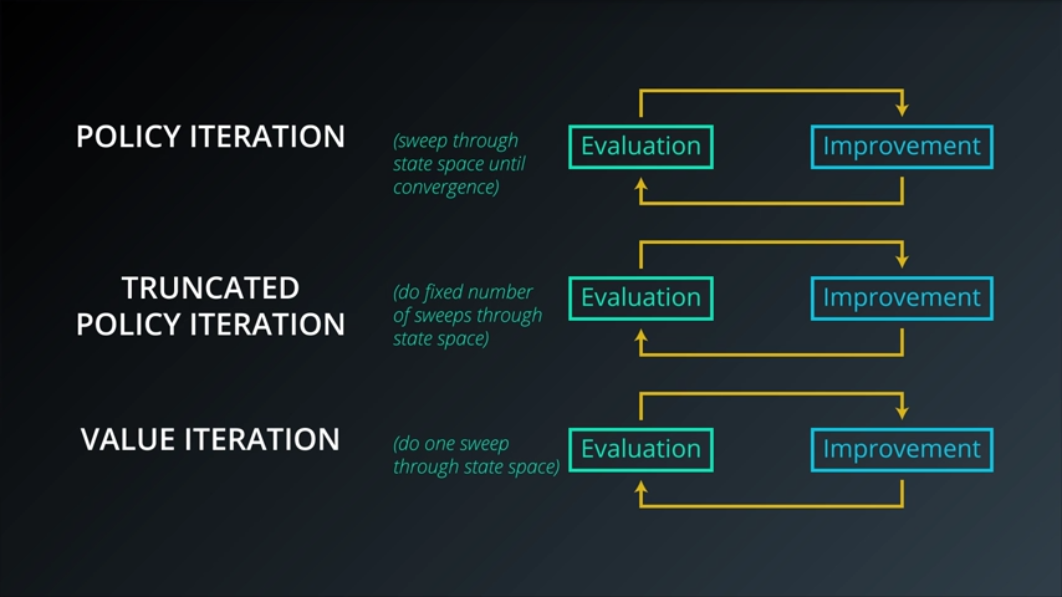 POLICY ITERATION
(sweep through
state space until
convergence)
Evaluation
Improvement
TRUNCATED
POLICY ITERATION
(do fixed number
of sweeps through
state space)
Evaluation
Improvement
VALUE ITERATION
(do one sweep
through state space)
Evaluation
Improvement